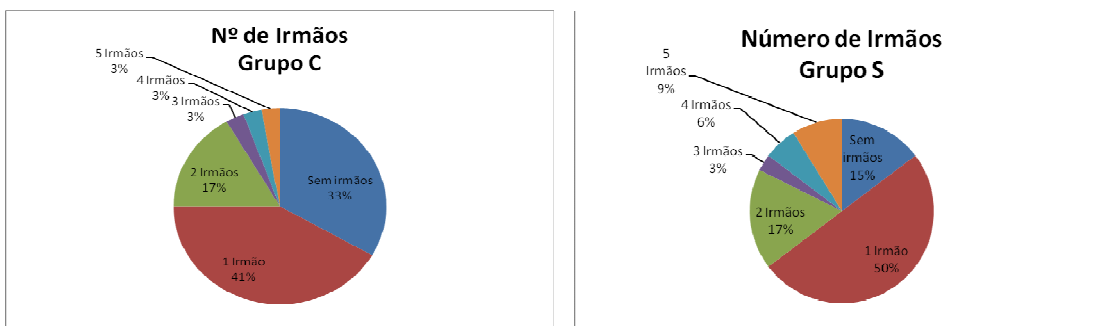 Nº de Irmãos
Grupo C
5 Irmãos
3%
4 Irmãos
3%
3 Irmãos
3%
2 Irmãos
17%
Sem irmãos
33%
1 Irmão
41%
Número de Irmãos
Grupo S
5
Irmãos
9%
4 Irmãos
6%
3 Irmãos
3%
2 Irmãos
17%
Sem
irmãos
15%
1 Irmão
50%